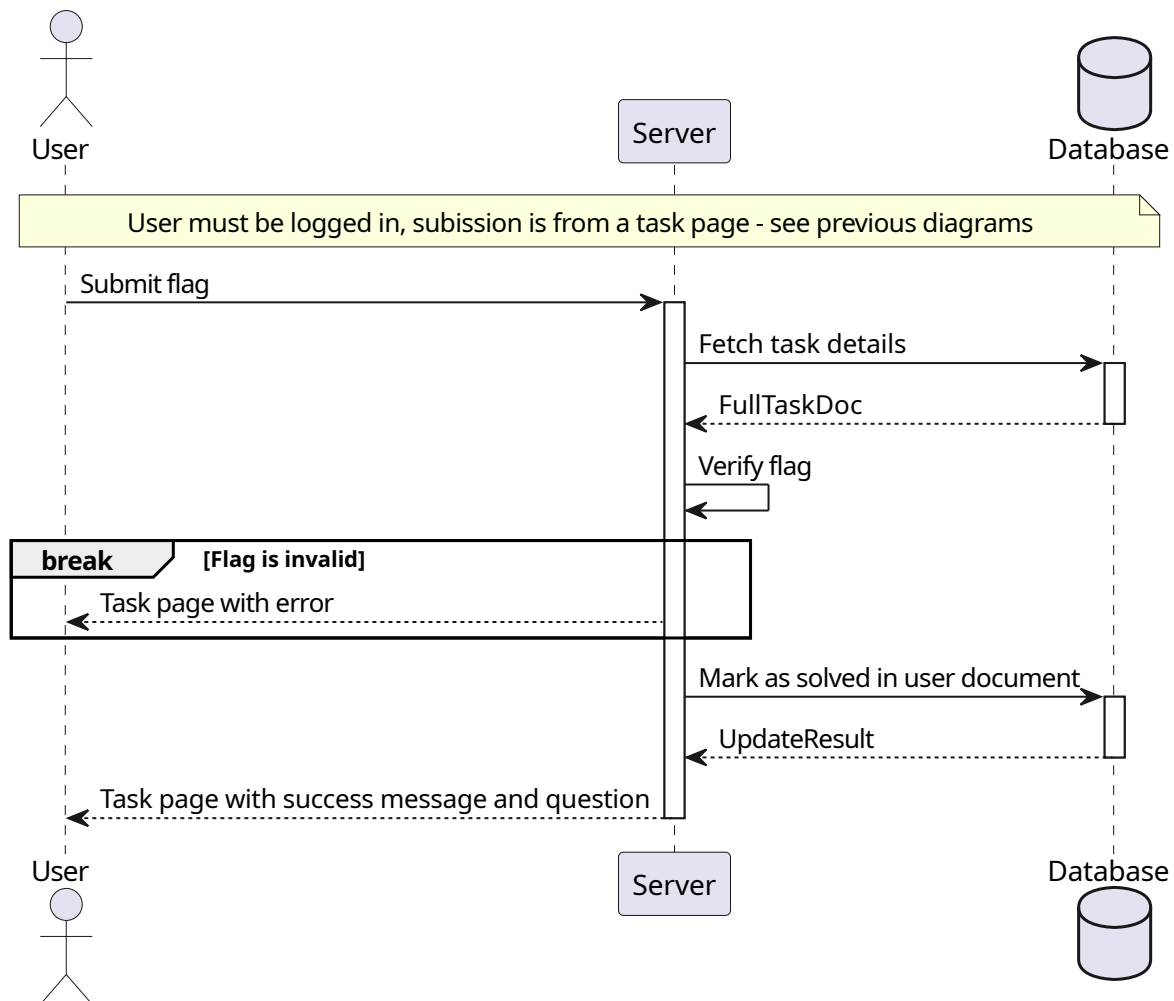 User
Server
Database
User must be logged in, subission is from a task page - see previous diagrams
Submit flag
Fetch task details
FullTaskDoc
Verify flag
break [Flag is invalid]
Task page with error
Mark as solved in user document
UpdateResult
Task page with success message and question
User
Server
Database